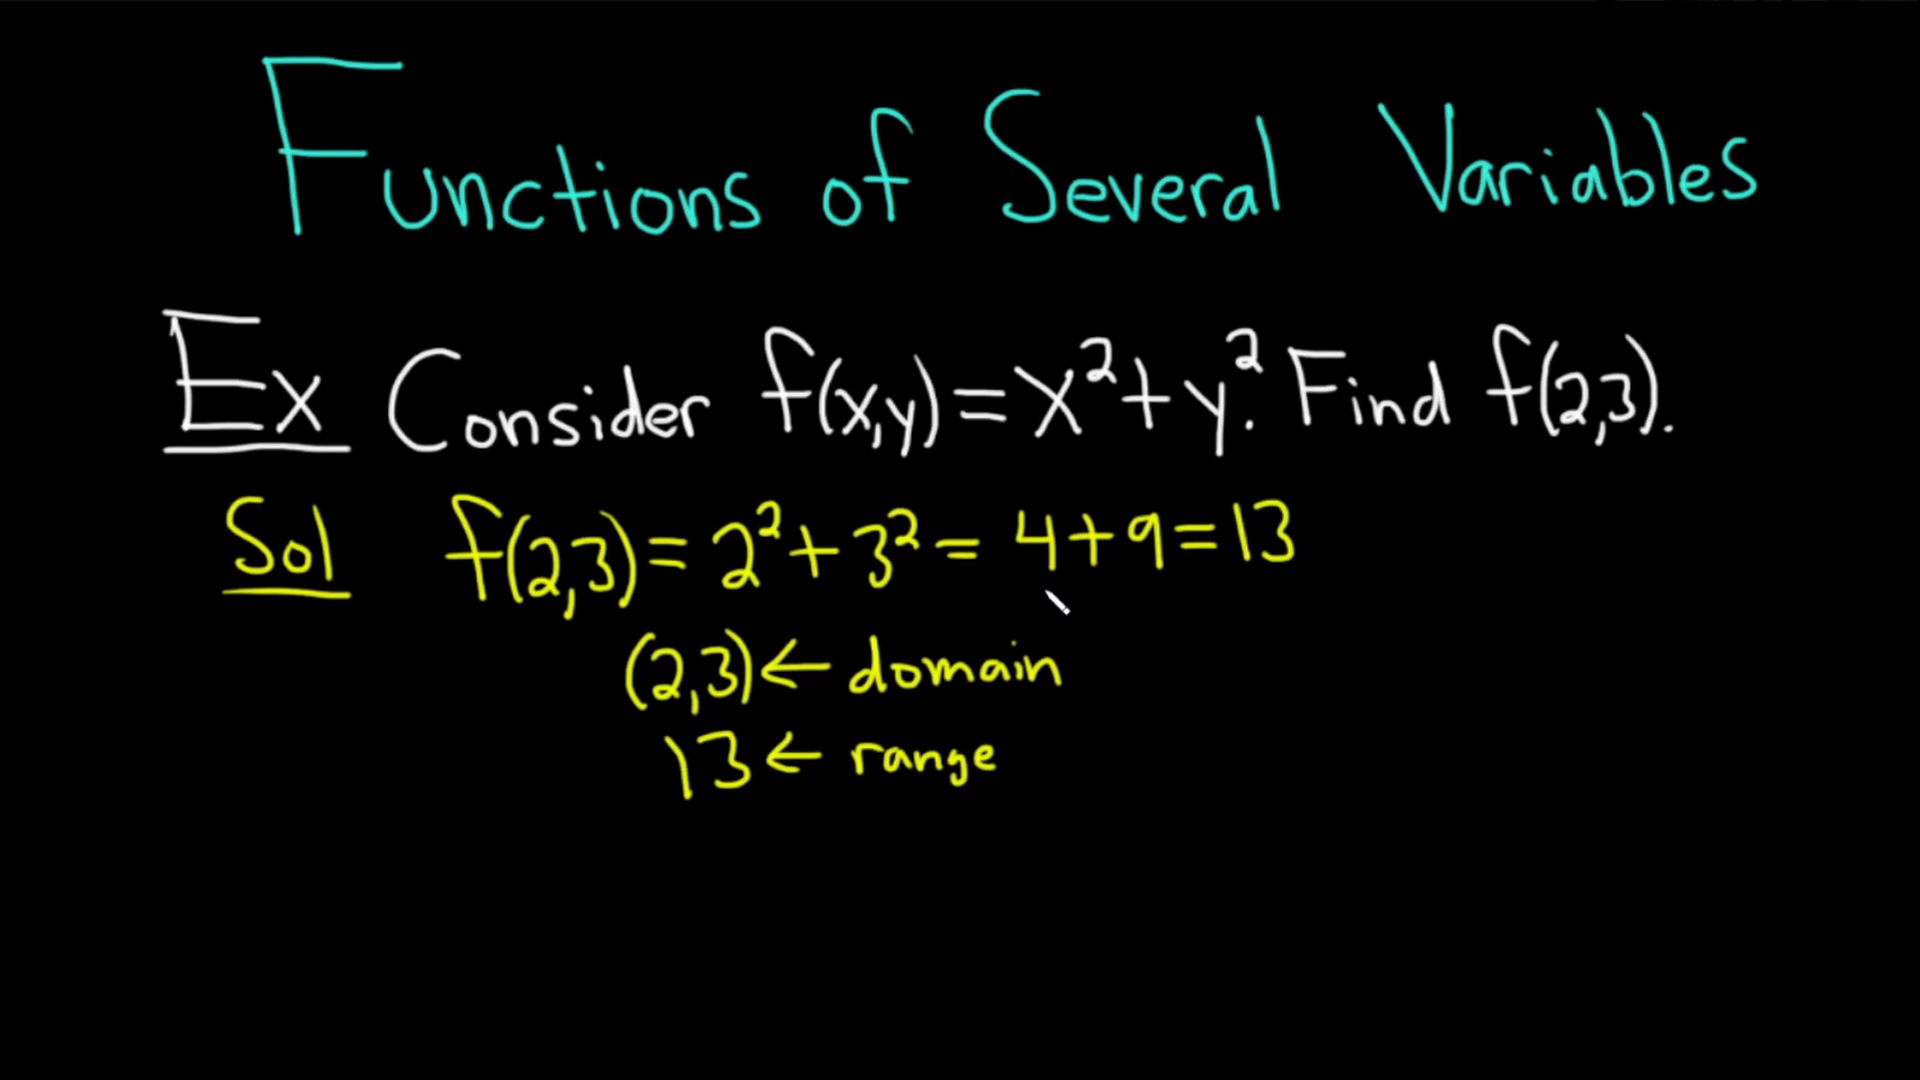 Functions of Several Variables
Ex Consider f(x,y)=x²+y². Find f(2,3).
Sol f(2,3)=2²+3²=4+9=13
(2,3)← domain
13← range